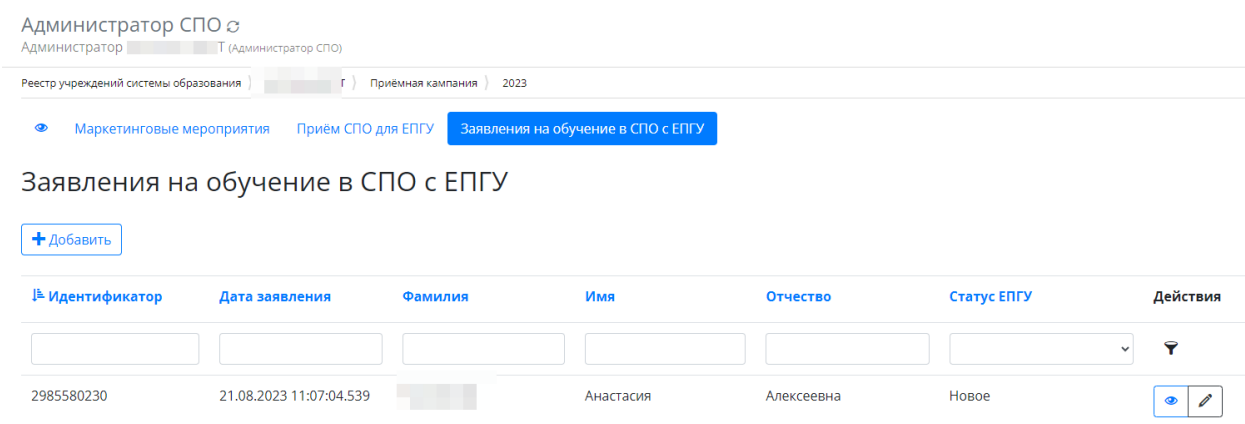 Администратор СПО
Администратор Т (Администратор СПО)
Реестр учреждений системы образования Т Приёмная кампания 2023
Маркетинговые мероприятия Приём СПО для ЕПГУ Заявления на обучение в СПО с ЕПГУ
Заявления на обучение в СПО с ЕПГУ
Добавить
Идентификатор Дата заявления Фамилия Имя Отчество Статус ЕПГУ Действия
2985580230 21.08.2023 11:07:04.539 Анастасия Алексеевна Новое